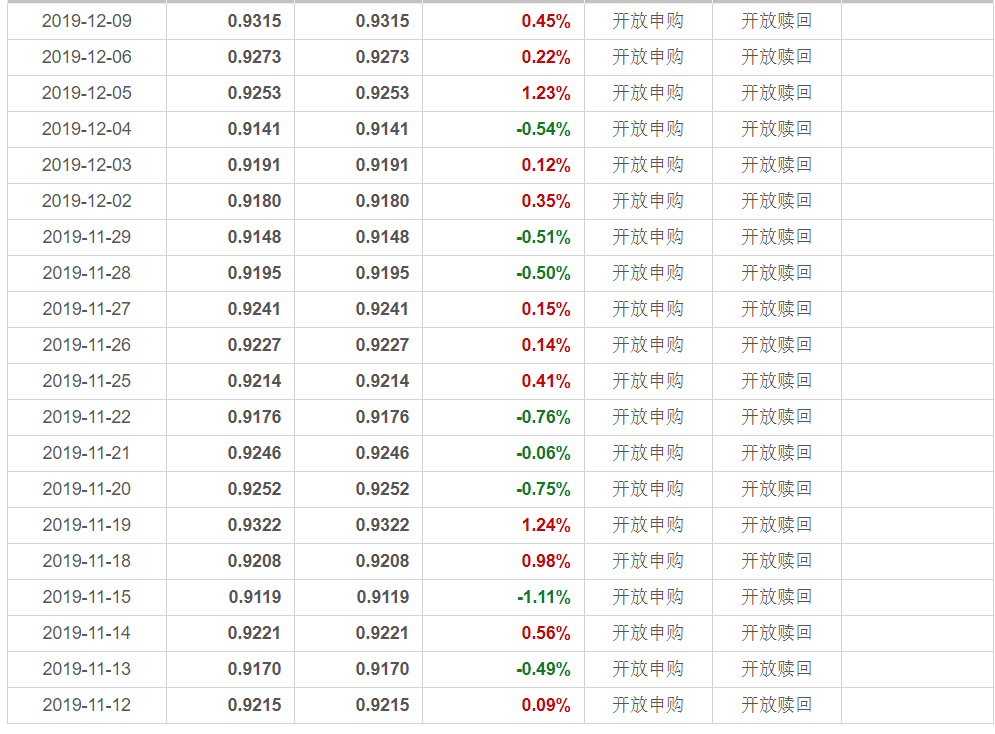 2019-12-09 0.9315 0.9315 0.45% 开放申购 开放赎回
2019-12-06 0.9273 0.9273 0.22% 开放申购 开放赎回
2019-12-05 0.9253 0.9253 1.23% 开放申购 开放赎回
2019-12-04 0.9141 0.9141 -0.54% 开放申购 开放赎回
2019-12-03 0.9191 0.9191 0.12% 开放申购 开放赎回
2019-12-02 0.9180 0.9180 0.35% 开放申购 开放赎回
2019-11-29 0.9148 0.9148 -0.51% 开放申购 开放赎回
2019-11-28 0.9195 0.9195 -0.50% 开放申购 开放赎回
2019-11-27 0.9241 0.9241 0.15% 开放申购 开放赎回
2019-11-26 0.9227 0.9227 0.14% 开放申购 开放赎回
2019-11-25 0.9214 0.9214 0.41% 开放申购 开放赎回
2019-11-22 0.9176 0.9176 -0.76% 开放申购 开放赎回
2019-11-21 0.9246 0.9246 -0.06% 开放申购 开放赎回
2019-11-20 0.9252 0.9252 -0.75% 开放申购 开放赎回
2019-11-19 0.9322 0.9322 1.24% 开放申购 开放赎回
2019-11-18 0.9208 0.9208 0.98% 开放申购 开放赎回
2019-11-15 0.9119 0.9119 -1.11% 开放申购 开放赎回
2019-11-14 0.9221 0.9221 0.56% 开放申购 开放赎回
2019-11-13 0.9170 0.9170 -0.49% 开放申购 开放赎回
2019-11-12 0.9215 0.9215 0.09% 开放申购 开放赎回